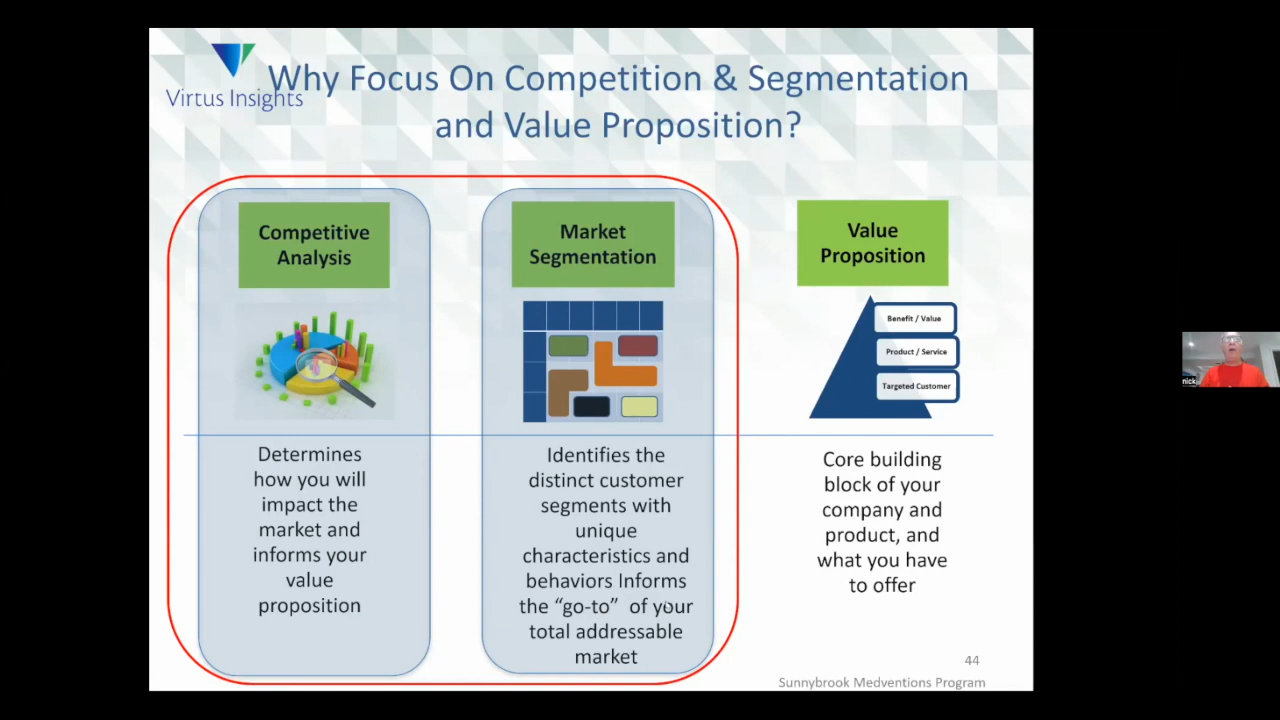 Virtus Insights
Why Focus On Competition & Segmentation
and Value Proposition?
Competitive
Analysis
Determines
how you will
impact the
market and
informs your
value
proposition
Market
Segmentation
Identifies the
distinct customer
segments with
unique
characteristics and
behaviors Informs
the “go-to”  of your
total addressable
market
Value
Proposition
Benefit / Value
Product / Service
Targeted Customer
Core building
block of your
company and
product, and
what you have
to offer
44
Sunnybrook Medventions Program
nick